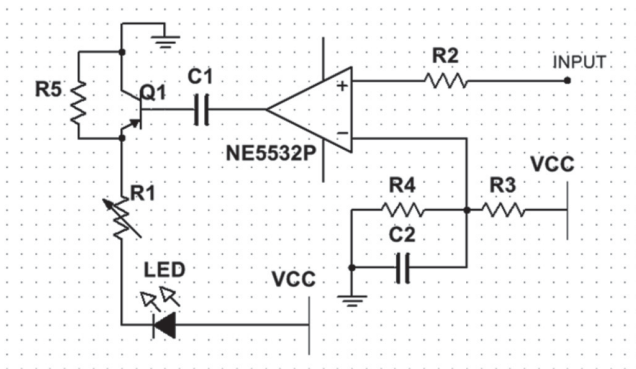 R2
INPUT
C1
R5
Q1
+
−
NE5532P
VCC
R4
R3
R1
C2
LED
VCC